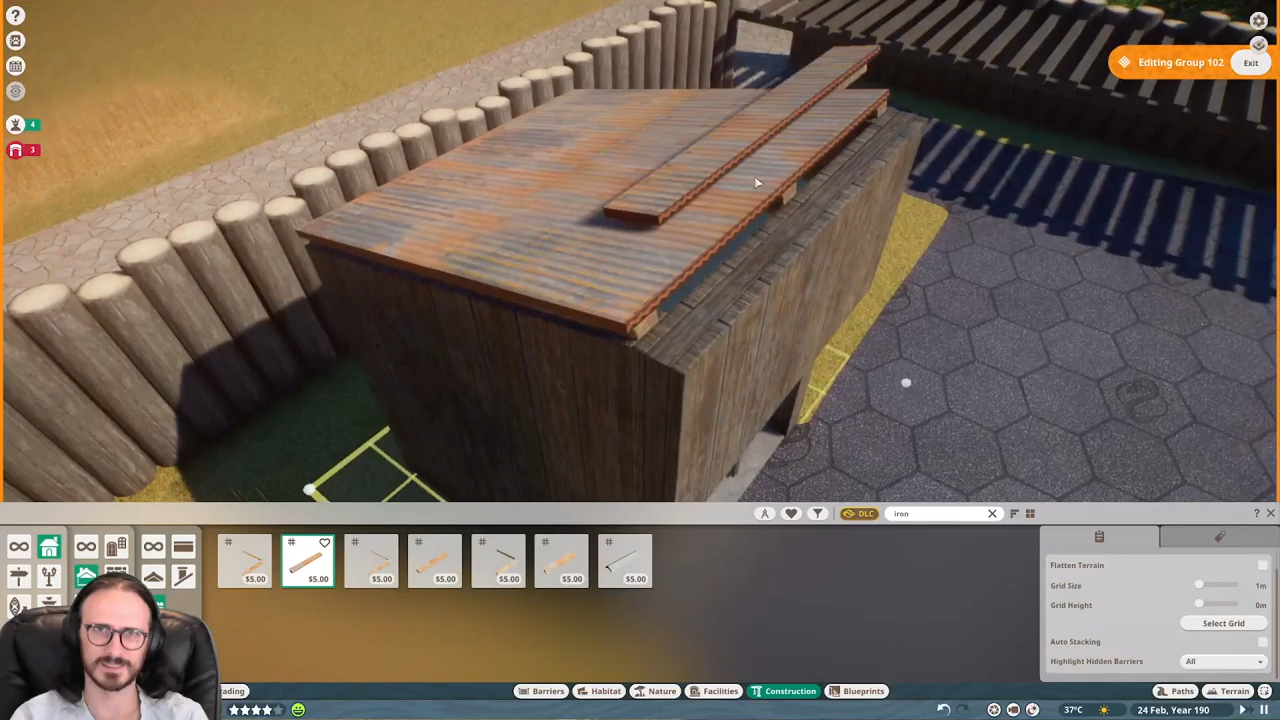 ?
Editing Group 102
Exit
4
3
DLC
iron
?
$5.00
$5.00
$5.00
$5.00
$5.00
$5.00
$5.00
Flatten Terrain
Grid Size
1m
Grid Height
0m
Select Grid
Auto Stacking
Highlight Hidden Barriers
All
Barriers
Habitat
Nature
Facilities
Construction
Blueprints
Paths
Terrain
37°C
24 Feb, Year 190